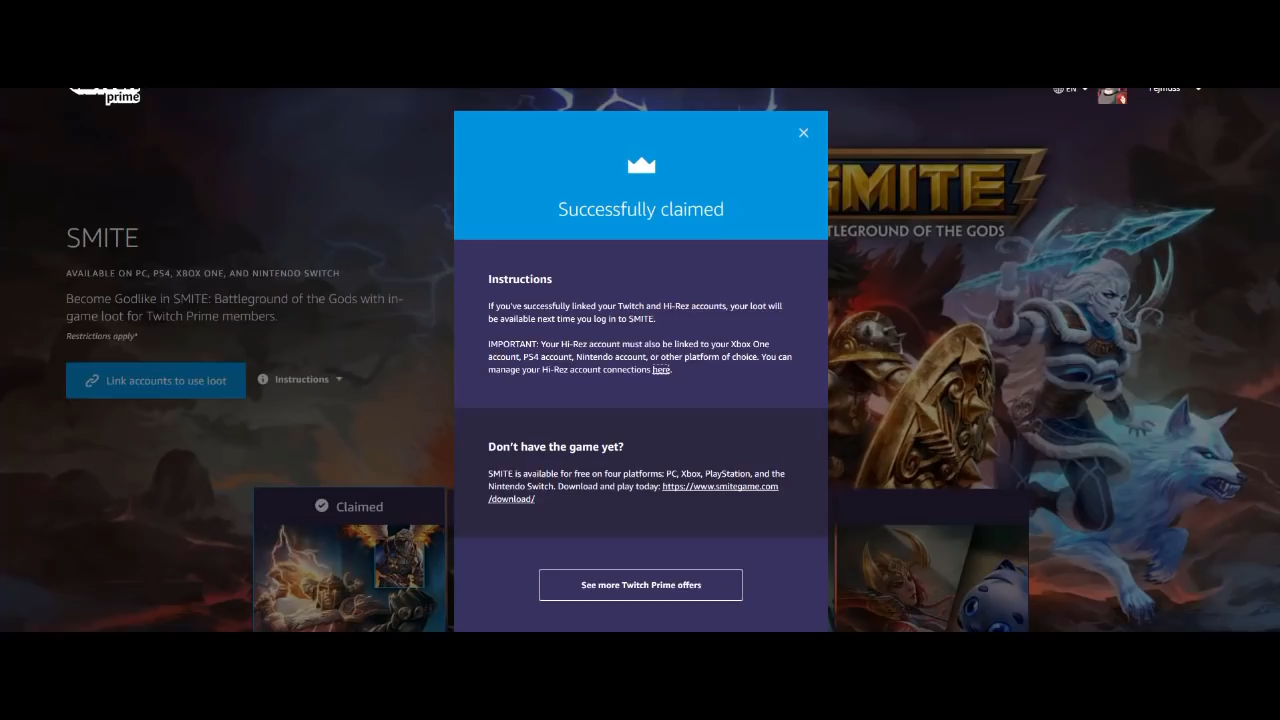 prime
EN
SMITE
AVAILABLE ON PC, PS4, XBOX ONE, AND NINTENDO SWITCH
Become Godlike in SMITE: Battleground of the Gods with in-
game loot for Twitch Prime members.
Restrictions apply*
Link accounts to use loot
Instructions
Claimed
Successfully claimed
Instructions
If you've successfully linked your Twitch and Hi-Rez accounts, your loot will
be available next time you log in to SMITE.
IMPORTANT: Your Hi-Rez account must also be linked to your Xbox One
account, PS4 account, Nintendo account, or other platform of choice. You can
manage your Hi-Rez account connections here.
Don't have the game yet?
SMITE is available for free on four platforms: PC, Xbox, PlayStation, and the
Nintendo Switch. Download and play today: https://www.smitegame.com
/download/
See more Twitch Prime offers
SMITE
TLEGROUND OF THE GODS